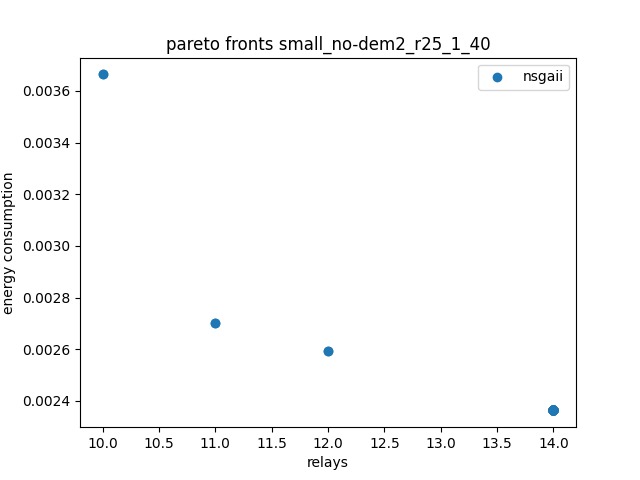 pareto fronts small_no-dem2_r25_1_40
nsgaii
0.0036
0.0034
0.0032
0.0030
0.0028
0.0026
0.0024
energy consumption
10.0 10.5 11.0 11.5 12.0 12.5 13.0 13.5 14.0
relays